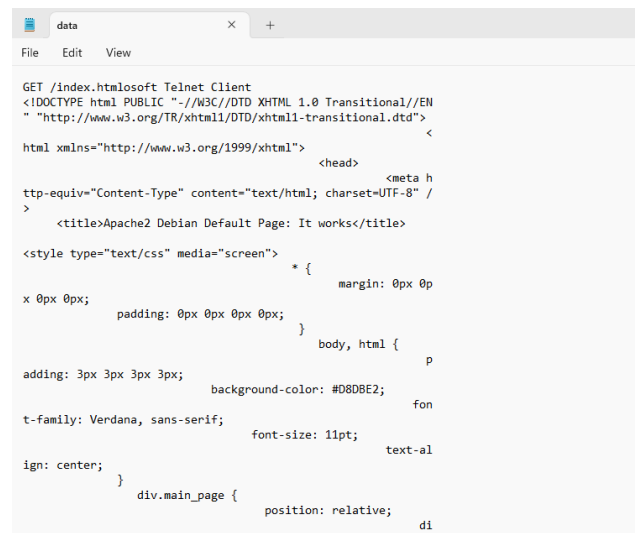 data
File Edit View
GET /index.htmlosoft Telnet Client
<!DOCTYPE html PUBLIC "-//W3C//DTD XHTML 1.0 Transitional//EN
" "http://www.w3.org/TR/xhtml1/DTD/xhtml1-transitional.dtd">
<
html xmlns="http://www.w3.org/1999/xhtml">
<head>
<meta h
ttp-equiv="Content-Type" content="text/html; charset=UTF-8" /
>
<title>Apache2 Debian Default Page: It works</title>
<style type="text/css" media="screen">
* {
margin: 0px 0p
x 0px 0px;
padding: 0px 0px 0px 0px;
}
body, html {
p
adding: 3px 3px 3px 3px;
background-color: #D8DBE2;
fon
t-family: Verdana, sans-serif;
font-size: 11pt;
text-al
ign: center;
}
div.main_page {
position: relative;
di